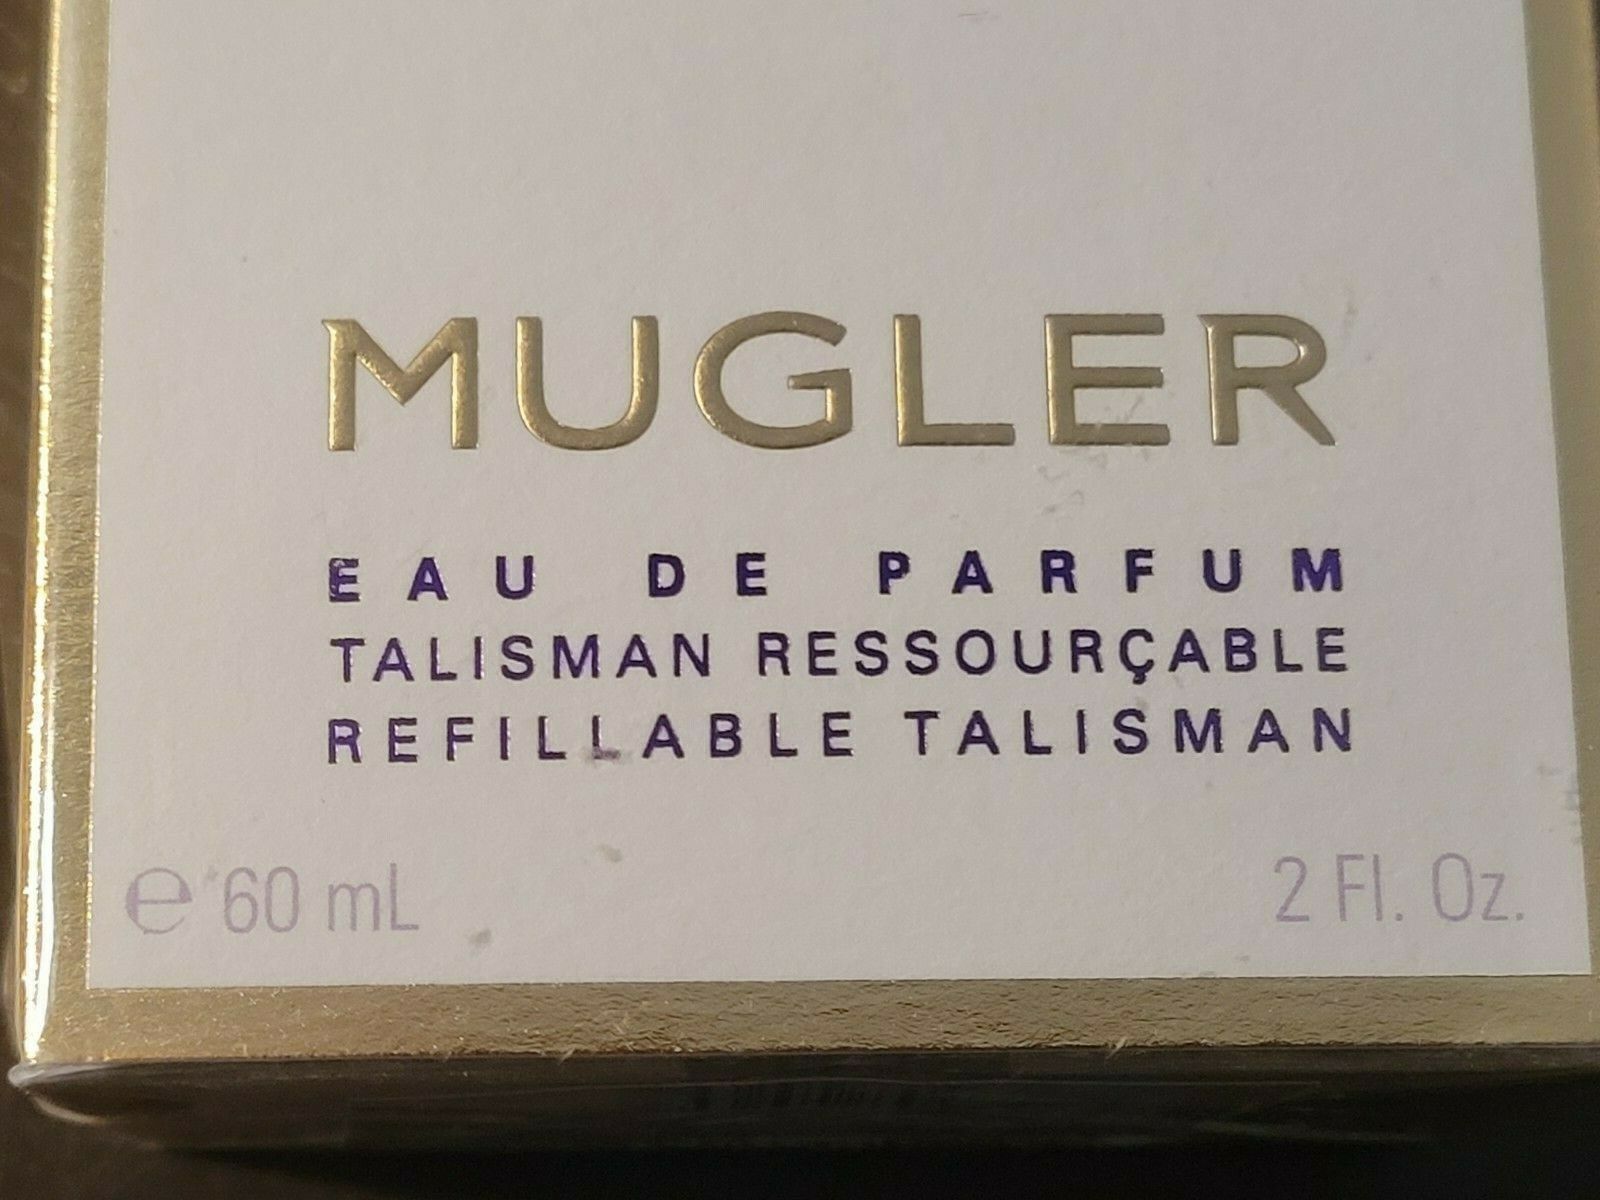 MUGLER
EAU DE PARFUM
TALISMAN RESSOURÇABLE
REFILLABLE TALISMAN
℮ 60 mL
2 Fl. Oz.